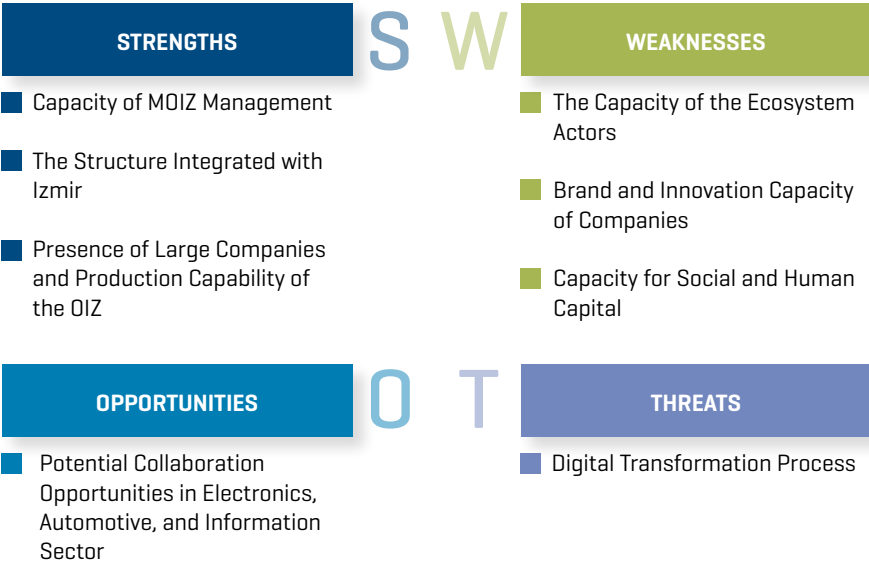 STRENGTHS
S
Capacity of MOIZ Management
The Structure Integrated with
Izmir
Presence of Large Companies
and Production Capability of
the OIZ
W
WEAKNESSES
The Capacity of the Ecosystem
Actors
Brand and Innovation Capacity
of Companies
Capacity for Social and Human
Capital
OPPORTUNITIES
O
Potential Collaboration
Opportunities in Electronics,
Automotive, and Information
Sector
T
THREATS
Digital Transformation Process